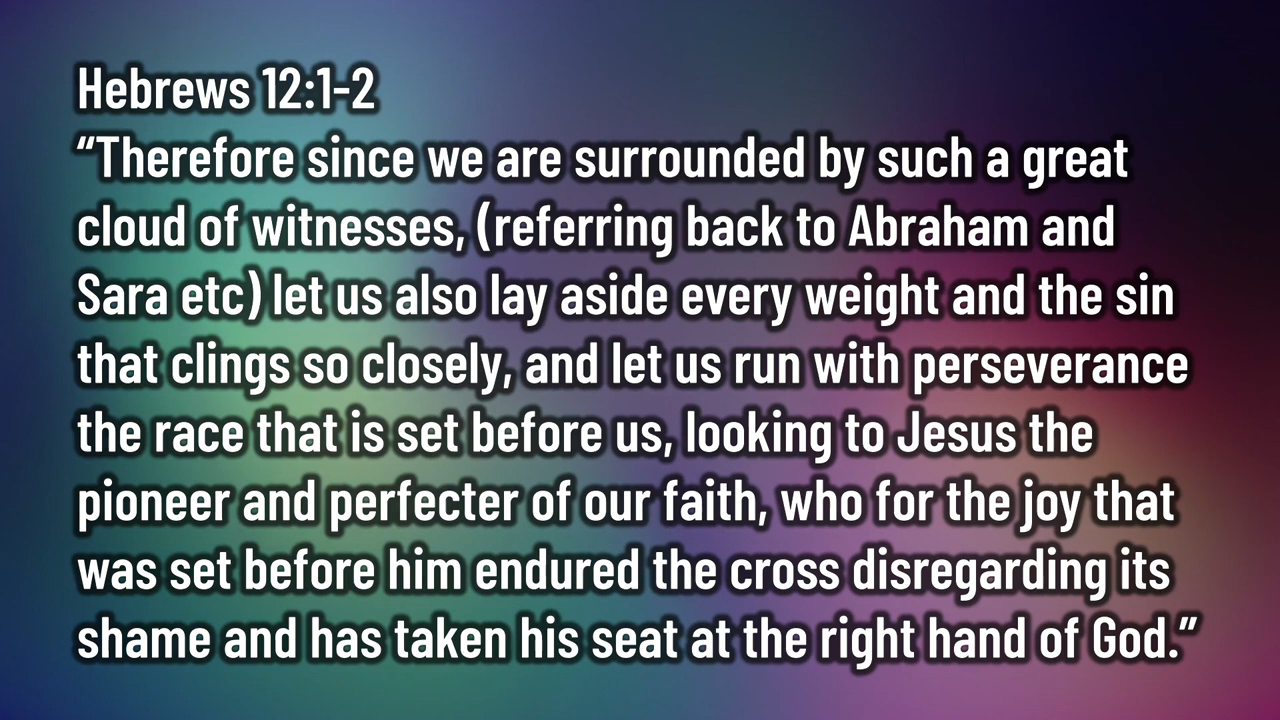 Hebrews 12:1-2
“Therefore since we are surrounded by such a great
cloud of witnesses, (referring back to Abraham and
Sara etc) let us also lay aside every weight and the sin
that clings so closely, and let us run with perseverance
the race that is set before us, looking to Jesus the
pioneer and perfecter of our faith, who for the joy that
was set before him endured the cross disregarding its
shame and has taken his seat at the right hand of God.”